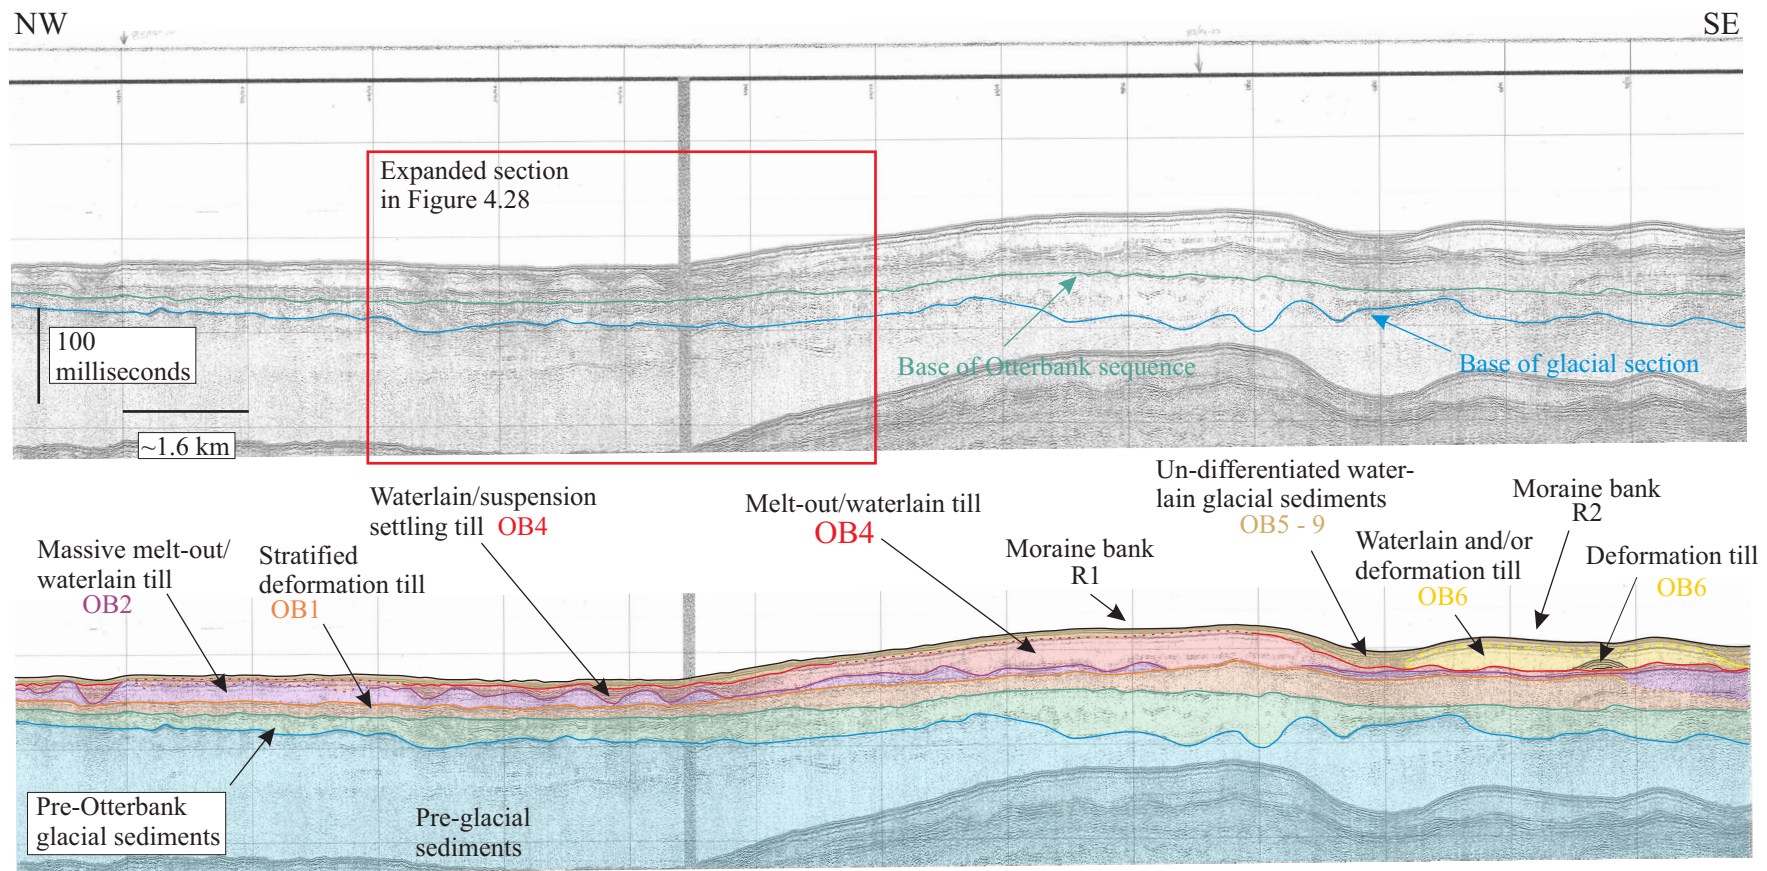 NW
SE
Expanded section
in Figure 4.28
100
milliseconds
~1.6 km
Base of Otterbank sequence
Base of glacial section
Un-differentiated water-
lain glacial sediments
OB5 - 9
Waterlain/suspension
settling till OB4
Melt-out/waterlain till
OB4
Moraine bank
R2
Massive melt-out/
waterlain till
OB2
Stratified
deformation till
OB1
Moraine bank
R1
Waterlain and/or
deformation till
OB6
Deformation till
OB6
Pre-Otterbank
glacial sediments
Pre-glacial
sediments